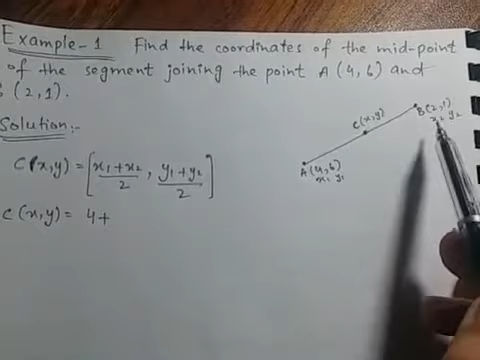 Example-1 Find the coordinates of the mid-point
of the segment joining the point A(4,6) and
(2,1).
Solution:-
C(x,y) = [x₁+x₂/2, y₁+y₂/2]
C(x,y) = 4+
C(x,y)
B(2,1)
x₂ y₂
A(4,6)
x₁ y₁